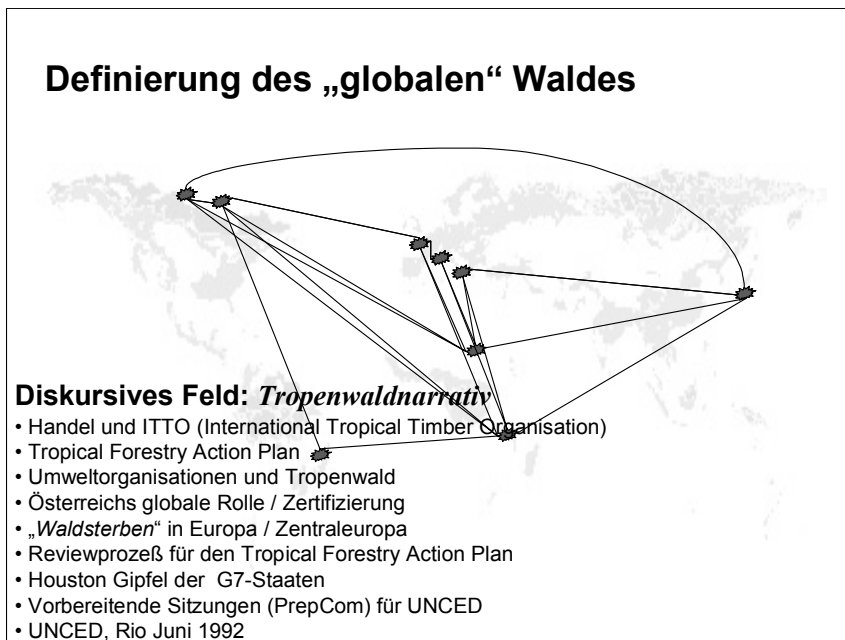 Definierung des „globalen“ Waldes
Diskursives Feld: Tropenwaldnarrativ
• Handel und ITTO (International Tropical Timber Organisation)
• Tropical Forestry Action Plan
• Umweltorganisationen und Tropenwald
• Österreichs globale Rolle / Zertifizierung
• „Waldsterben“ in Europa / Zentraleuropa
• Reviewprozeß für den Tropical Forestry Action Plan
• Houston Gipfel der G7-Staaten
• Vorbereitende Sitzungen (PrepCom) für UNCED
• UNCED, Rio Juni 1992